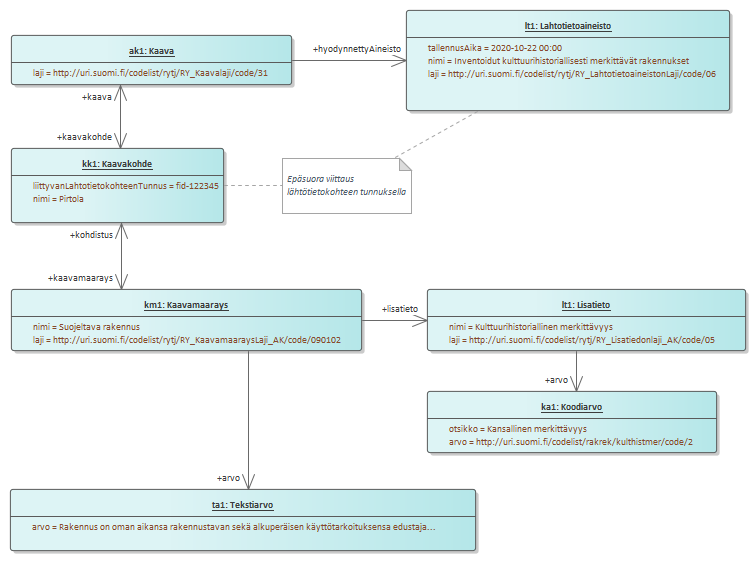 lt1: Lahtotietoaineisto
tallennusAika = 2020-10-22 00:00
nimi = Inventoidut kulttuurihistoriallisesti merkittävät rakennukset
laji = http://uri.suomi.fi/codelist/rytj/RY_LahtotietoaineistonLaji/code/06
ak1: Kaava
laji = http://uri.suomi.fi/codelist/rytj/RY_Kaavalaji/code/31
+hyodynnettyAineisto
+kaava
+kaavakohde
kk1: Kaavakohde
liittyvanLahtotietokohteenTunnus = fid-122345
nimi = Pirtola
Epäsuora viittaus
lähtötietokohteen tunnuksella
+kohdistus
+kaavamaarays
km1: Kaavamaarays
nimi = Suojeltava rakennus
laji = http://uri.suomi.fi/codelist/rytj/RY_KaavamaaraysLaji_AK/code/090102
+lisatieto
lt1: Lisatieto
nimi = Kulttuurihistoriallinen merkittävyys
laji = http://uri.suomi.fi/codelist/rytj/RY_Lisatiedonlaji_AK/code/05
+arvo
ka1: Koodiarvo
otsikko = Kansallinen merkittävyys
arvo = http://uri.suomi.fi/codelist/rakrek/kulthistmer/code/2
+arvo
ta1: Tekstiarvo
arvo = Rakennus on oman aikansa rakennustavan sekä alkuperäisen käyttötarkoituksensa edustaja...